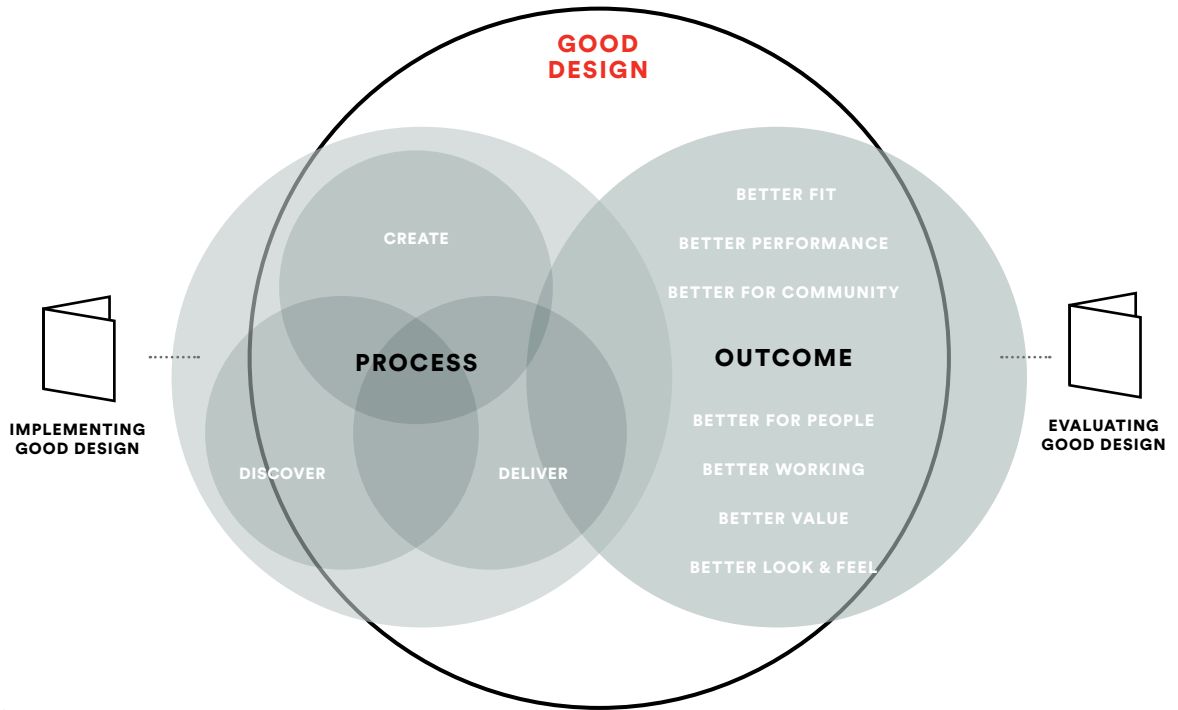 GOOD
DESIGN
CREATE
PROCESS
DISCOVER
DELIVER
BETTER FIT
BETTER PERFORMANCE
BETTER FOR COMMUNITY
OUTCOME
BETTER FOR PEOPLE
BETTER WORKING
BETTER VALUE
BETTER LOOK & FEEL
IMPLEMENTING
GOOD DESIGN
EVALUATING
GOOD DESIGN